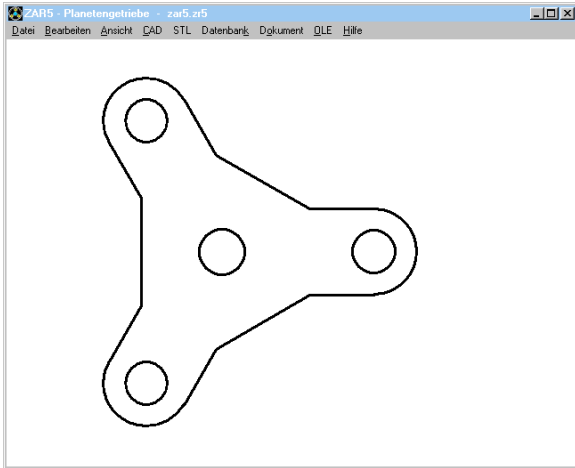 ZAR5 - Planetengetriebe - zar5.zr5
Datei Bearbeiten Ansicht CAD STL Datenbank Dokument OLE Hilfe